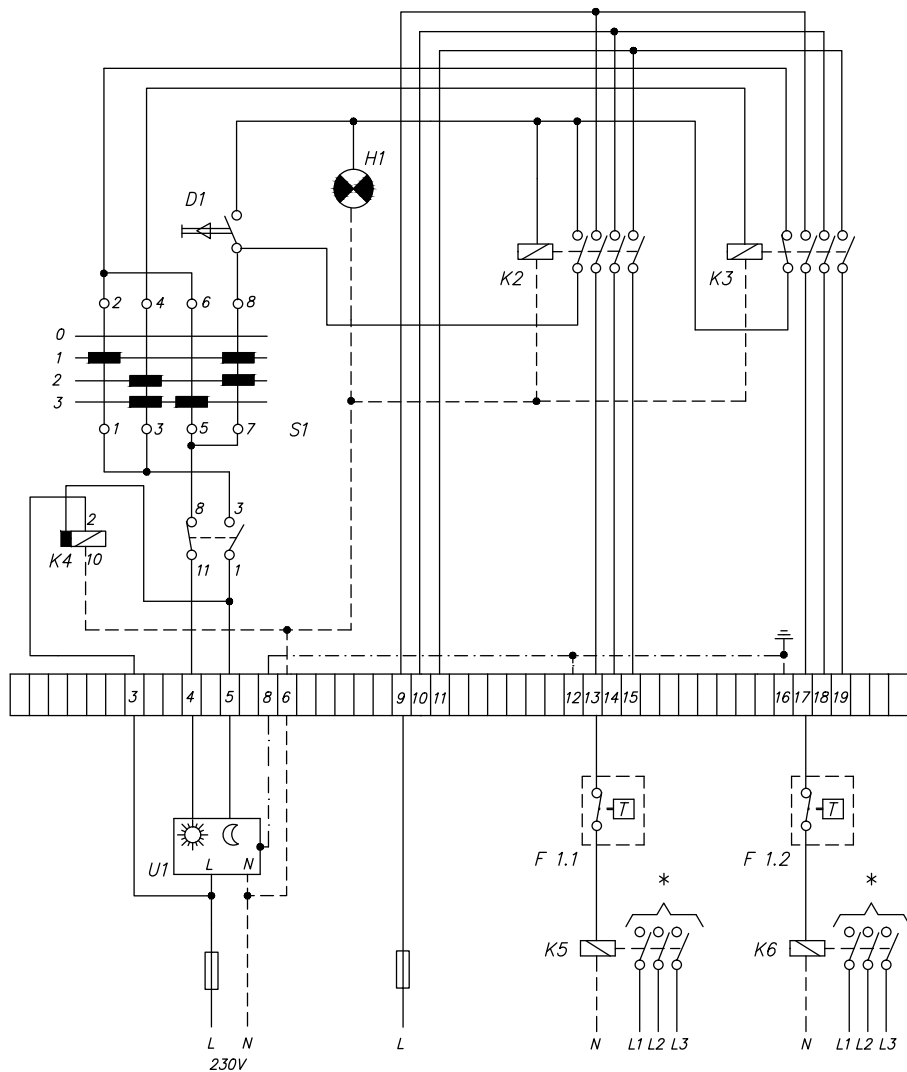 H1
D1
K2
K3
2 4 6 8
0
1
2
3
1 3 5 7
S1
8 3
2
K4 10
11 1
3 4 5 8 6 9 10 11 12 13 14 15 16 17 18 19
T T
F 1.1 F 1.2
L N
U1
* *
K5 K6
L N L N L1 L2 L3 N L1 L2 L3
230V